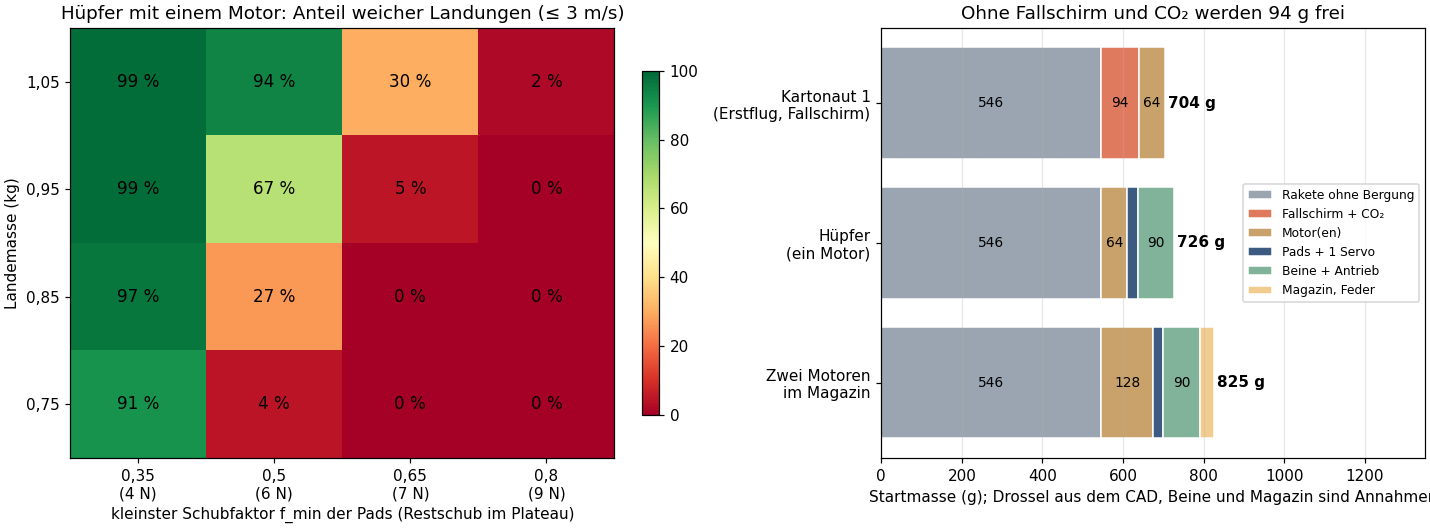 Hüpfer mit einem Motor: Anteil weicher Landungen (≤ 3 m/s)
Landemasse (kg)
1,05
99 %
94 %
30 %
2 %
0,95
99 %
67 %
5 %
0 %
0,85
97 %
27 %
0 %
0 %
0,75
91 %
4 %
0 %
0 %
0,35
(4 N)
0,5
(6 N)
0,65
(7 N)
0,8
(9 N)
kleinster Schubfaktor f_min der Pads (Restschub im Plateau)
100
80
60
40
20
0
Ohne Fallschirm und CO₂ werden 94 g frei
Kartonaut 1
(Erstflug, Fallschirm)
546
94
64
704 g
Hüpfer
(ein Motor)
546
64
90
726 g
Zwei Motoren
im Magazin
546
128
90
825 g
Rakete ohne Bergung
Fallschirm + CO₂
Motor(en)
Pads + 1 Servo
Beine + Antrieb
Magazin, Feder
0
200
400
600
800
1000
1200
Startmasse (g); Drossel aus dem CAD, Beine und Magazin sind Annahmen